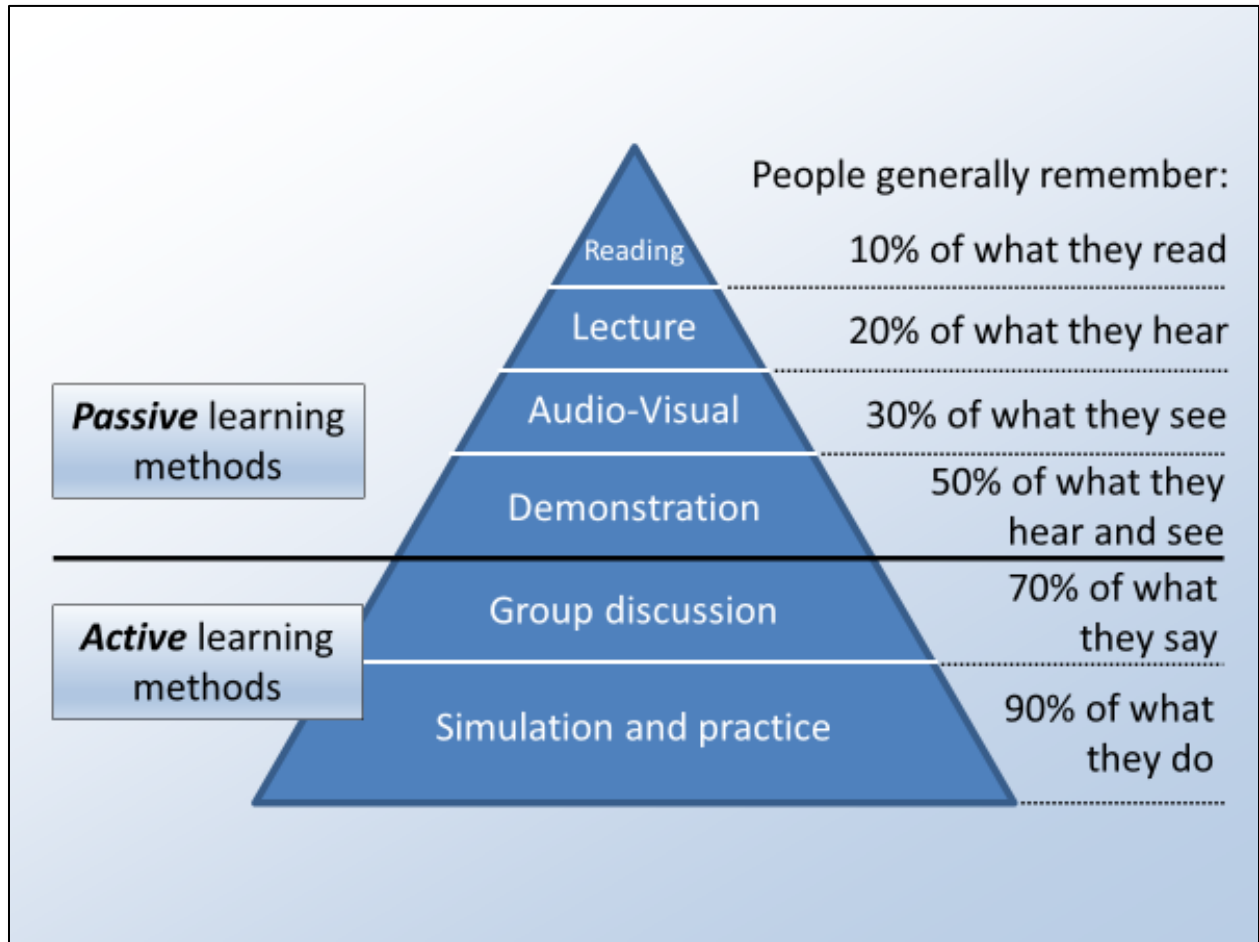 People generally remember:
Reading
10% of what they read
Lecture
20% of what they hear
Audio-Visual
30% of what they see
Passive learning
methods
Demonstration
50% of what they
hear and see
Group discussion
70% of what
they say
Active learning
methods
Simulation and practice
90% of what
they do